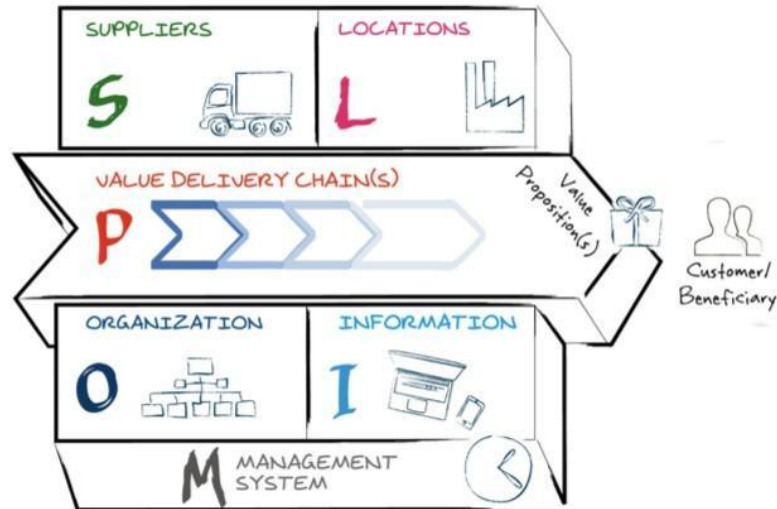 SUPPLIERS
S
LOCATIONS
L
VALUE DELIVERY CHAIN(S)
P
Value
Proposition(s)
Customer/
Beneficiary
ORGANIZATION
O
INFORMATION
I
M
MANAGEMENT
SYSTEM